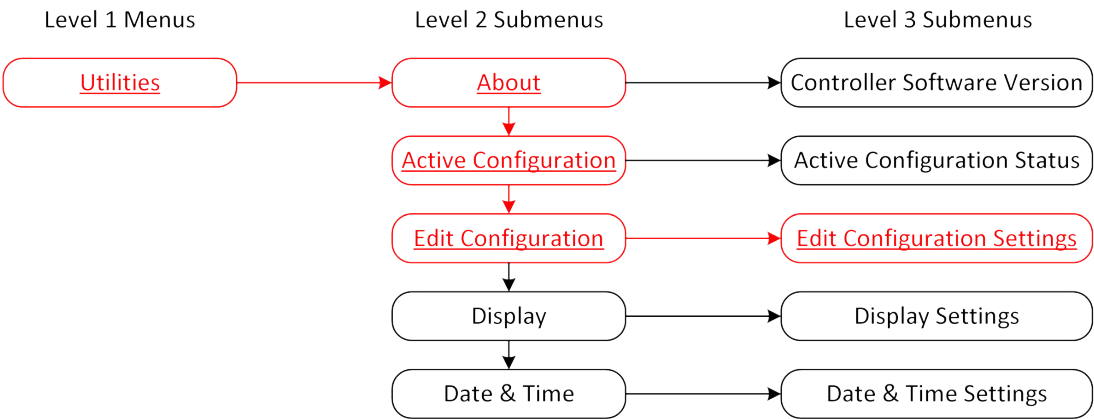 Level 1 Menus Level 2 Submenus Level 3 Submenus
Utilities About Controller Software Version
Active Configuration Active Configuration Status
Edit Configuration Edit Configuration Settings
Display Display Settings
Date & Time Date & Time Settings